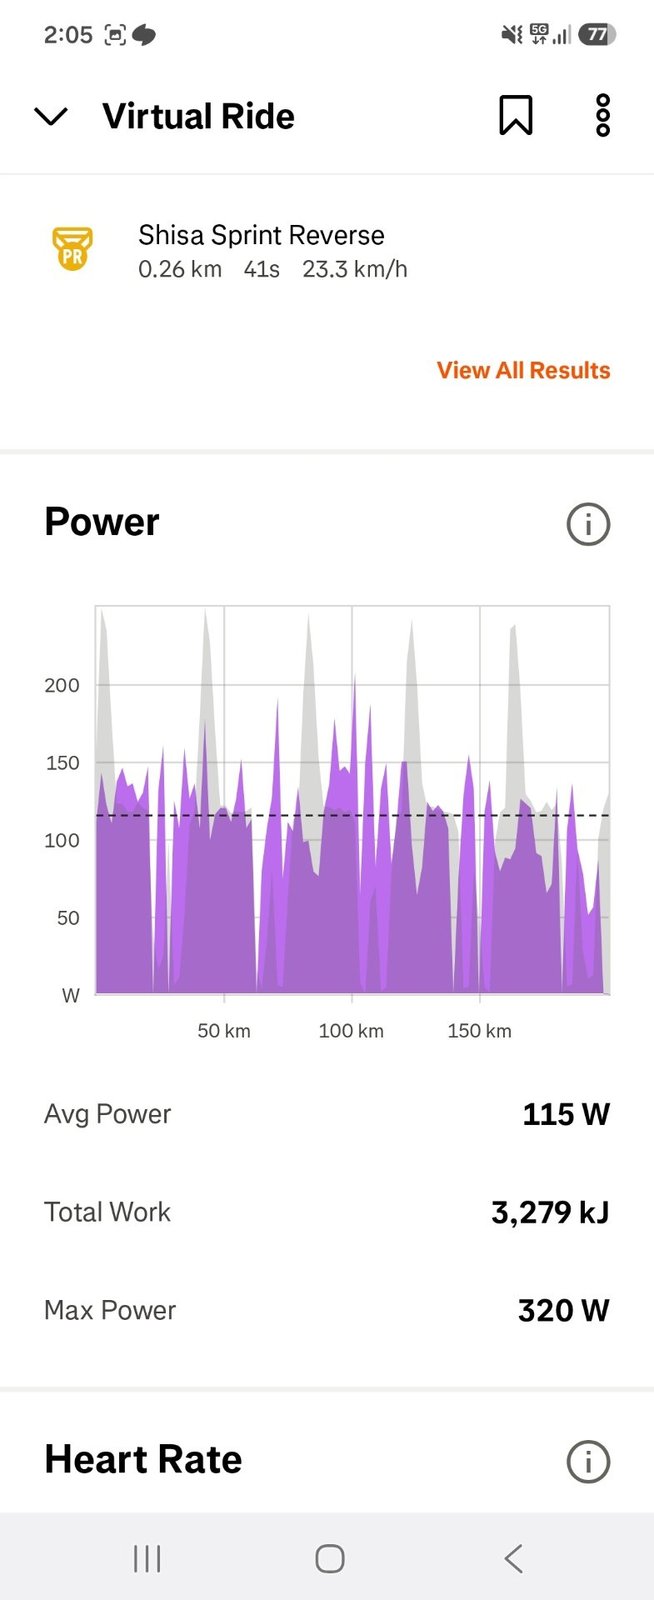 2:05 5G 77
Virtual Ride
PR
Shisa Sprint Reverse
0.26 km 41s 23.3 km/h
View All Results
Power
i
200
150
100
50
W
50 km 100 km 150 km
Avg Power 115 W
Total Work 3,279 kJ
Max Power 320 W
Heart Rate
i